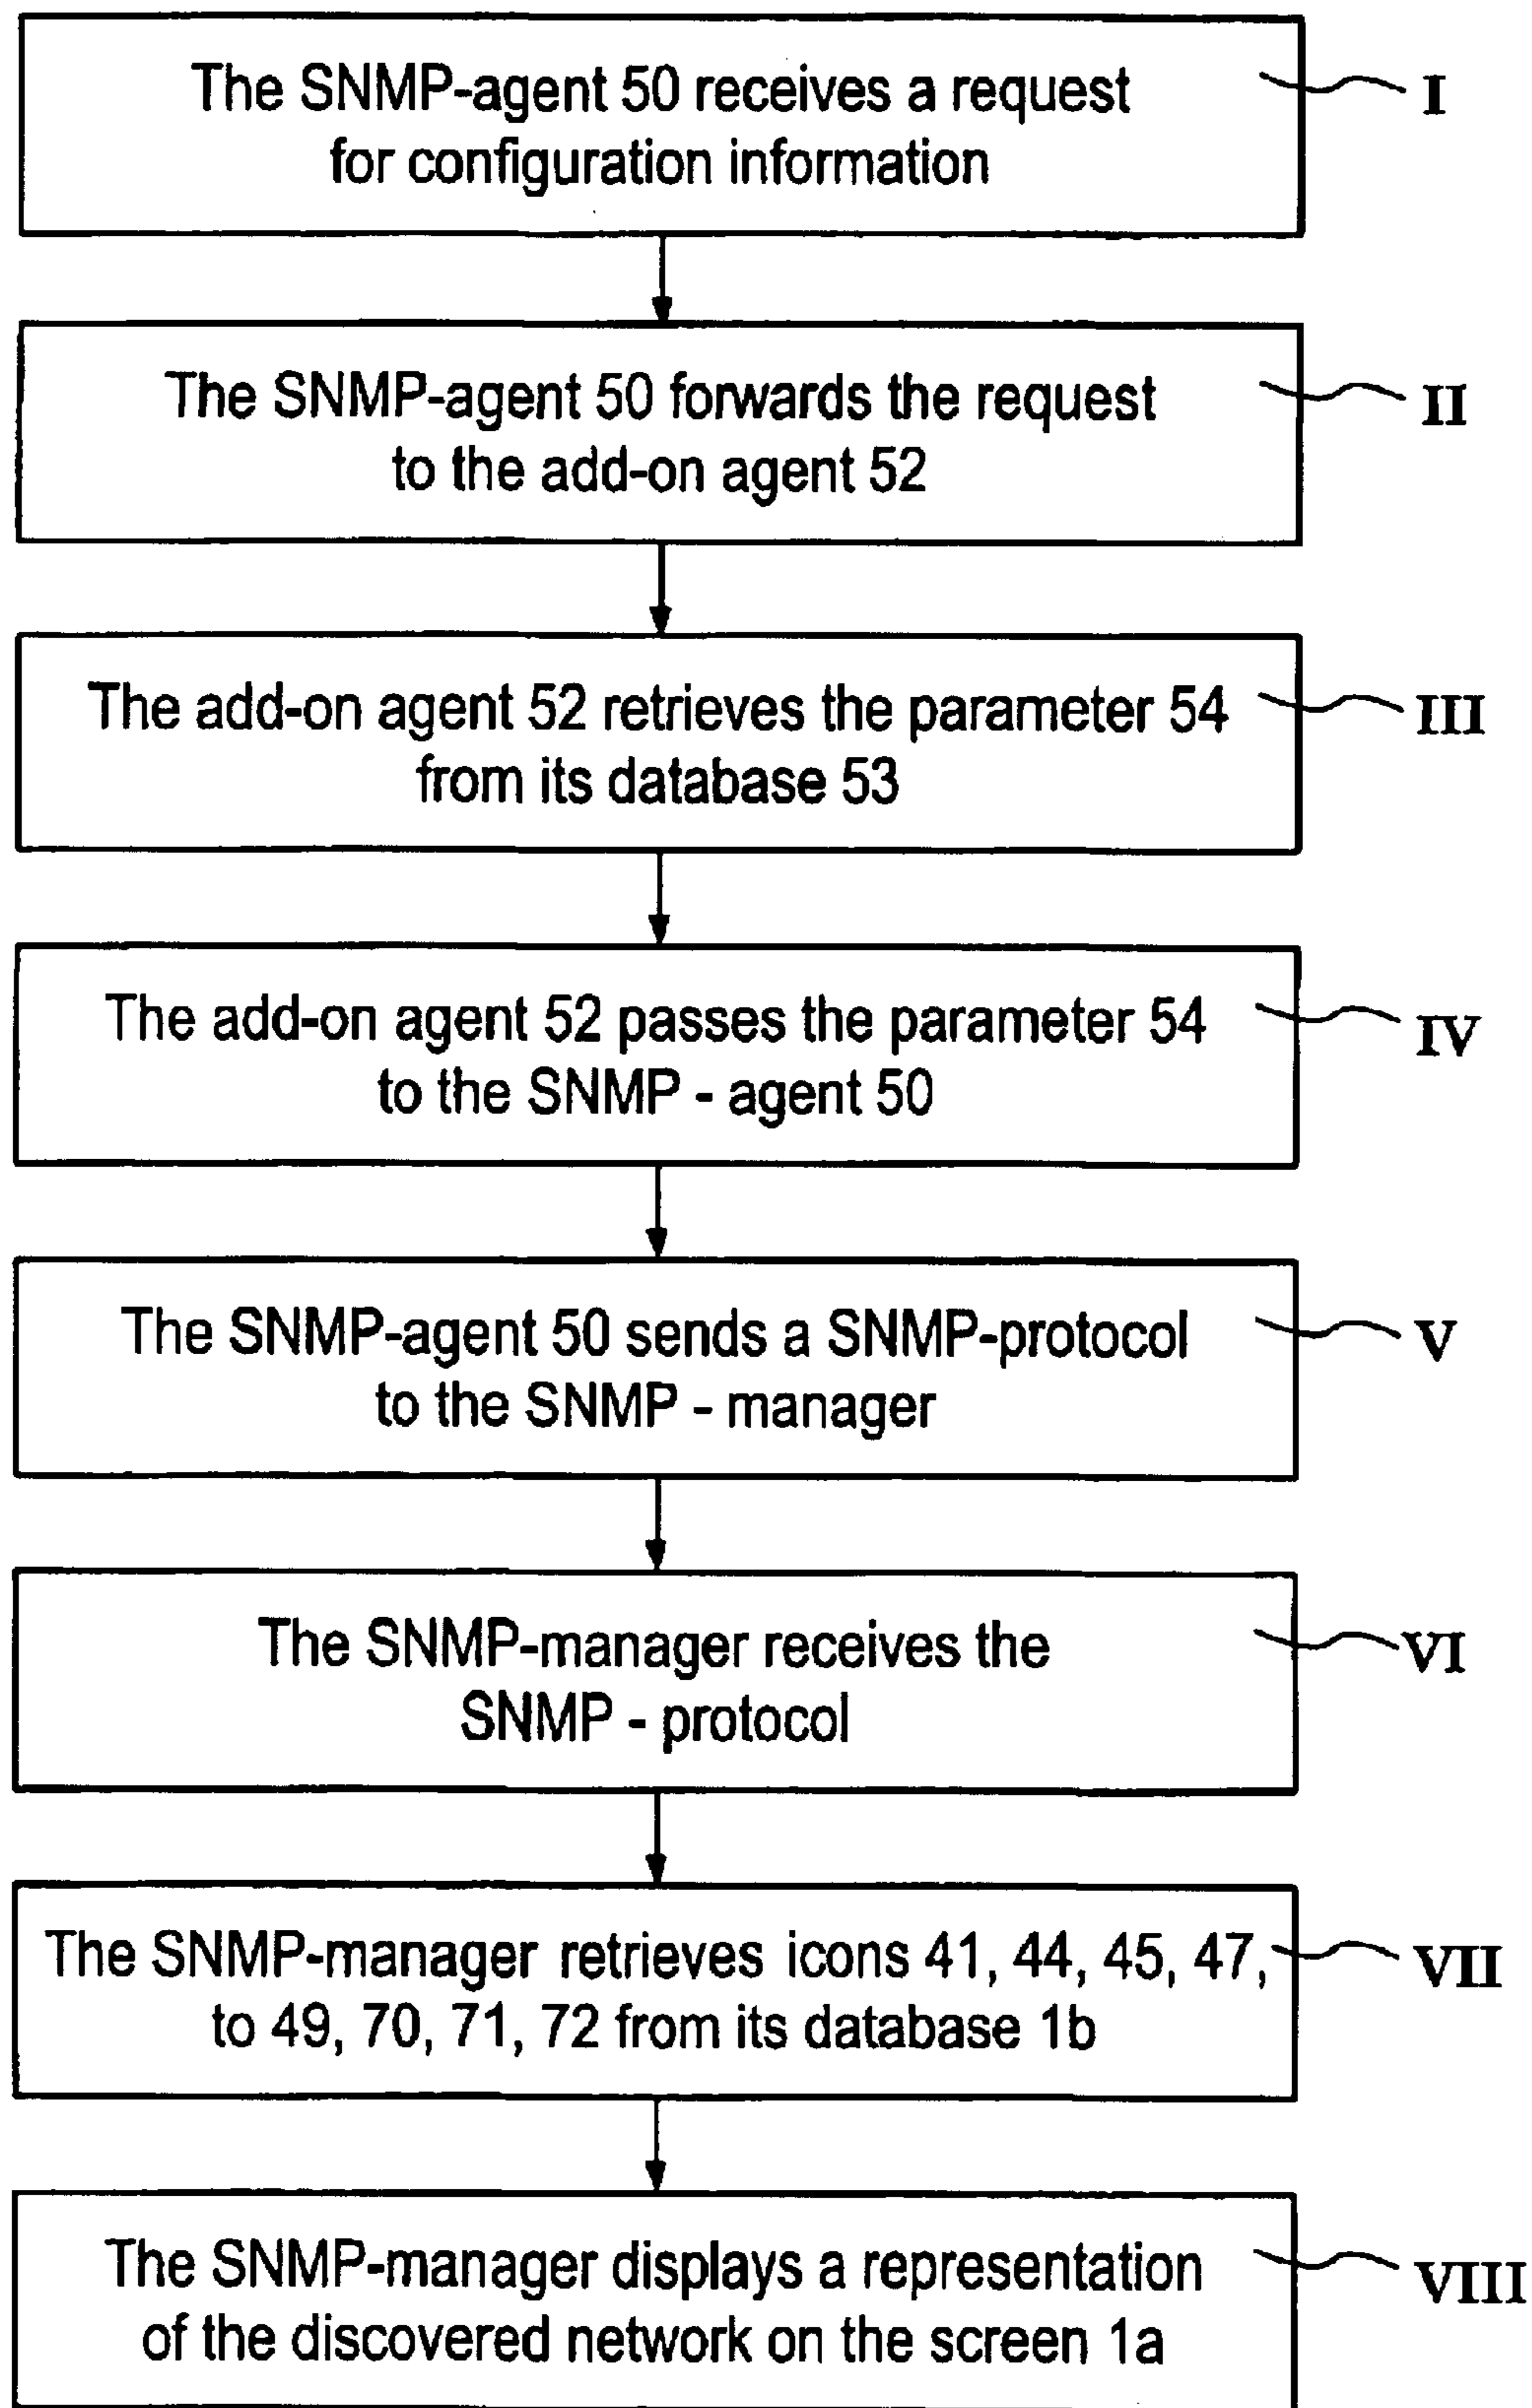 The SNMP-agent 50 receives a request
for configuration information
I
The SNMP-agent 50 forwards the request
to the add-on agent 52
II
The add-on agent 52 retrieves the parameter 54
from its database 53
III
The add-on agent 52 passes the parameter 54
to the SNMP - agent 50
IV
The SNMP-agent 50 sends a SNMP-protocol
to the SNMP - manager
V
The SNMP-manager receives the
SNMP - protocol
VI
The SNMP-manager retrieves icons 41, 44, 45, 47,
to 49, 70, 71, 72 from its database 1b
VII
The SNMP-manager displays a representation
of the discovered network on the screen 1a
VIII